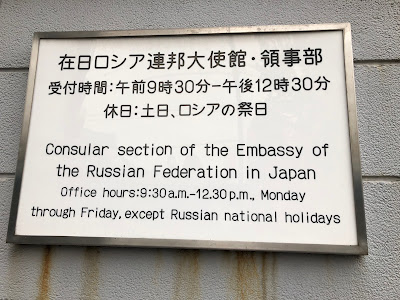 在日ロシア連邦大使館・領事部
受付時間:午前9時30分－午後12時30分
休日:土日、ロシアの祭日
Consular section of the Embassy of
the Russian Federation in Japan
Office hours:9:30a.m.-12.30p.m., Monday
through Friday, except Russian national holidays